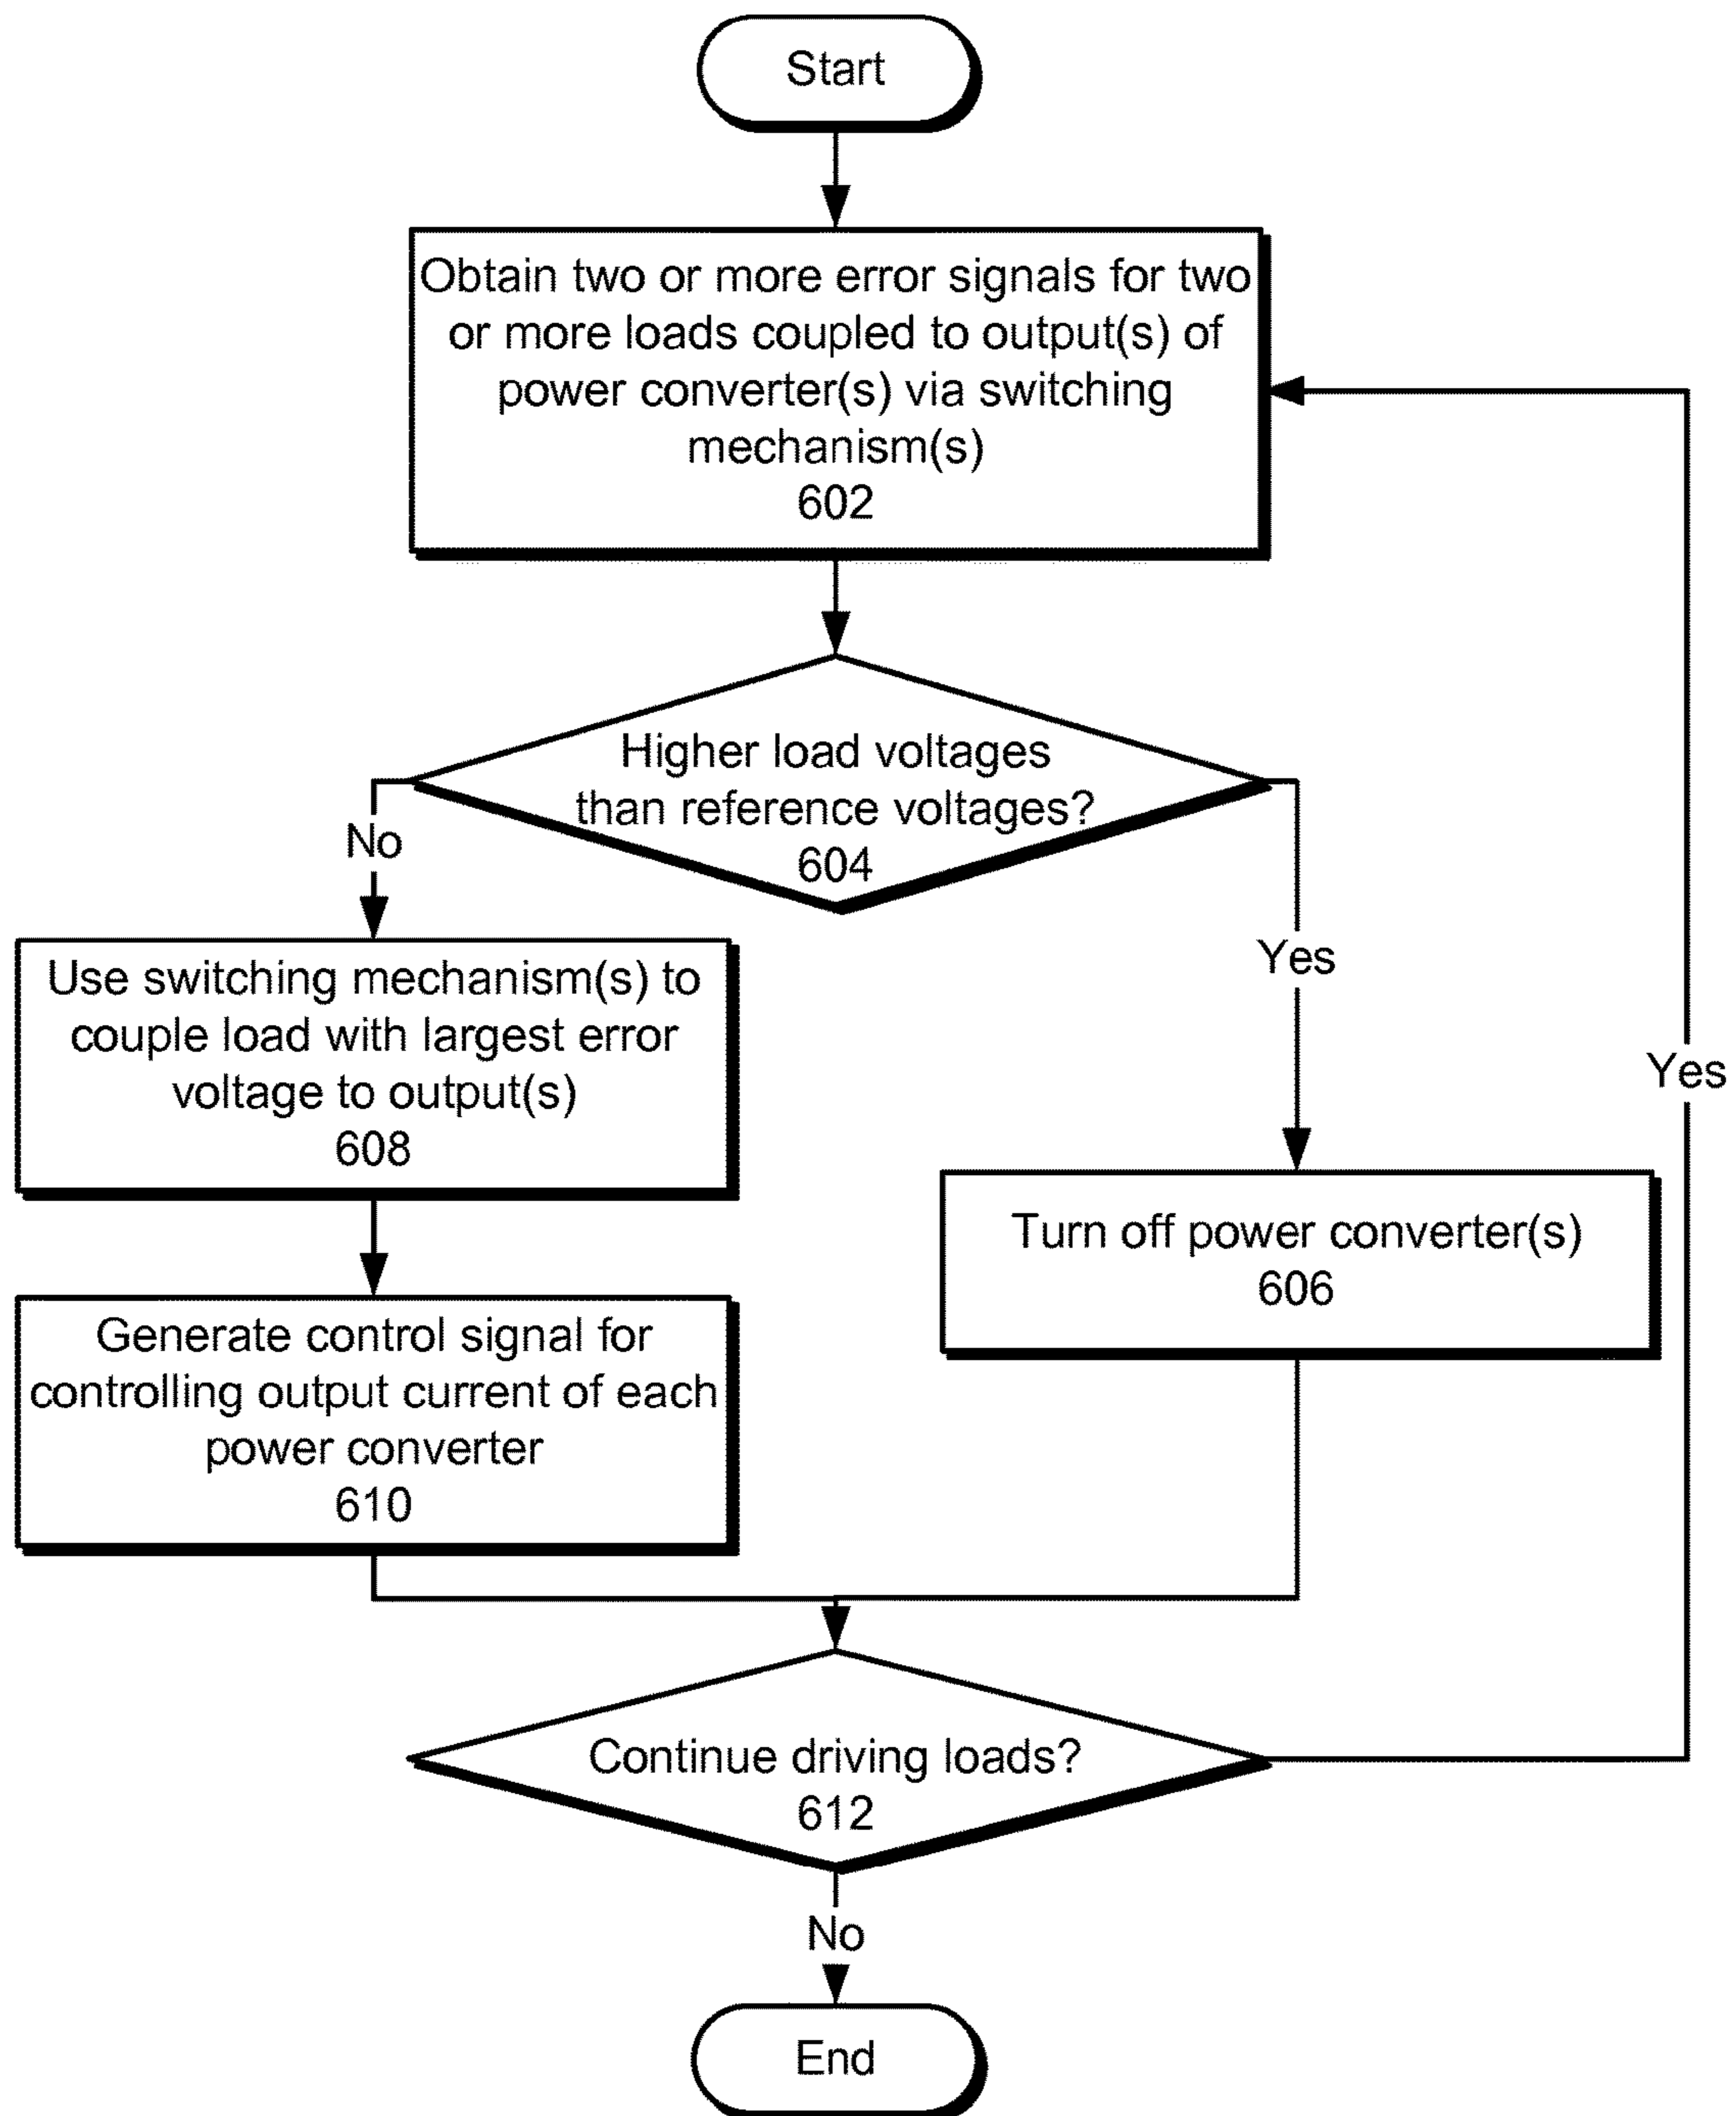 Start
Obtain two or more error signals for two
or more loads coupled to output(s) of
power converter(s) via switching
mechanism(s)
602
Higher load voltages
than reference voltages?
604
No
Yes
Use switching mechanism(s) to
couple load with largest error
voltage to output(s)
608
Yes
Turn off power converter(s)
606
Generate control signal for
controlling output current of each
power converter
610
Continue driving loads?
612
No
End